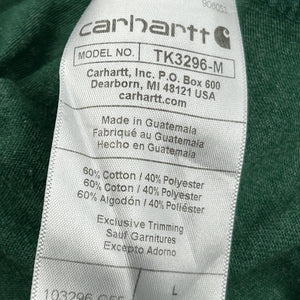 carhartt
MODEL NO. TK3296-M
Carhartt, Inc. P.O. Box 600
Dearborn, MI 48121 USA
carhartt.com
Made in Guatemala
Fabriqué au Guatemala
Hecho en Guatemala
60% Cotton / 40% Polyester
60% Coton / 40% Polyester
60% Algodón / 40% Poliéster
Exclusive Trimming
Sauf Garnitures
Excepto Adorno
103296
L